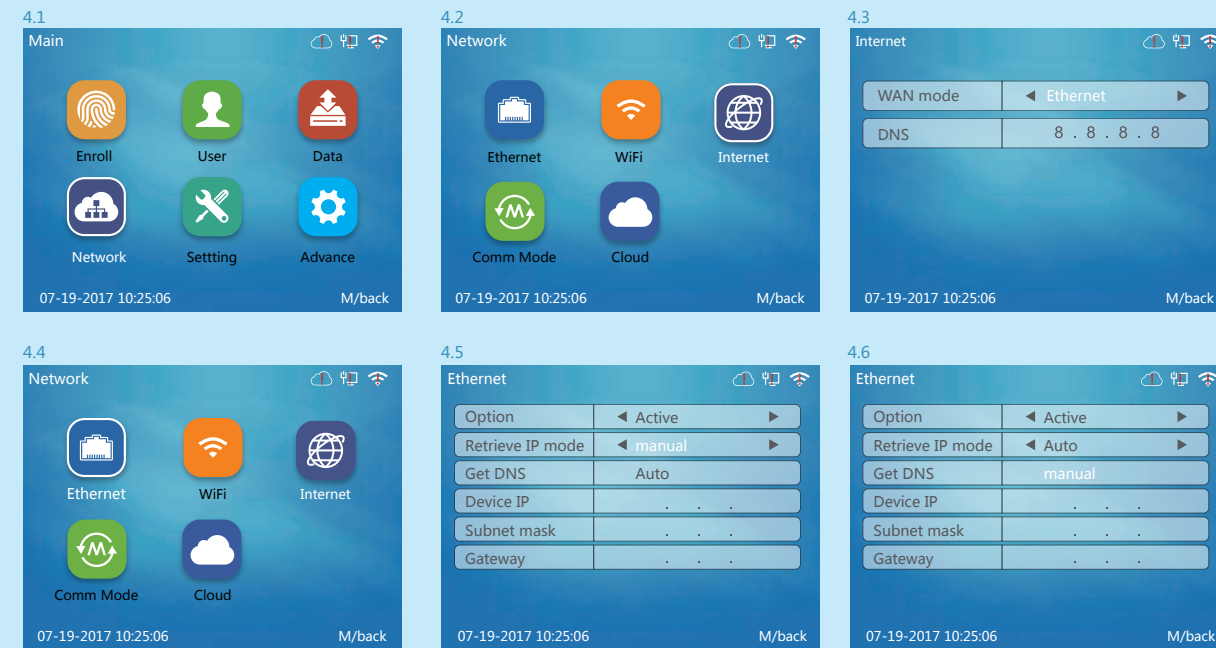 4.1
Main
Enroll User Data
Network Settting Advance
07-19-2017 10:25:06 M/back
4.2
Network
Ethernet WiFi Internet
Comm Mode Cloud
07-19-2017 10:25:06 M/back
4.3
Internet
WAN mode Ethernet
DNS 8 . 8 . 8 . 8
07-19-2017 10:25:06 M/back
4.4
Network
Ethernet WiFi Internet
Comm Mode Cloud
07-19-2017 10:25:06 M/back
4.5
Ethernet
Option Active
Retrieve IP mode manual
Get DNS Auto
Device IP . . .
Subnet mask . . .
Gateway . . .
07-19-2017 10:25:06 M/back
4.6
Ethernet
Option Active
Retrieve IP mode Auto
Get DNS manual
Device IP . . .
Subnet mask . . .
Gateway . . .
07-19-2017 10:25:06 M/back